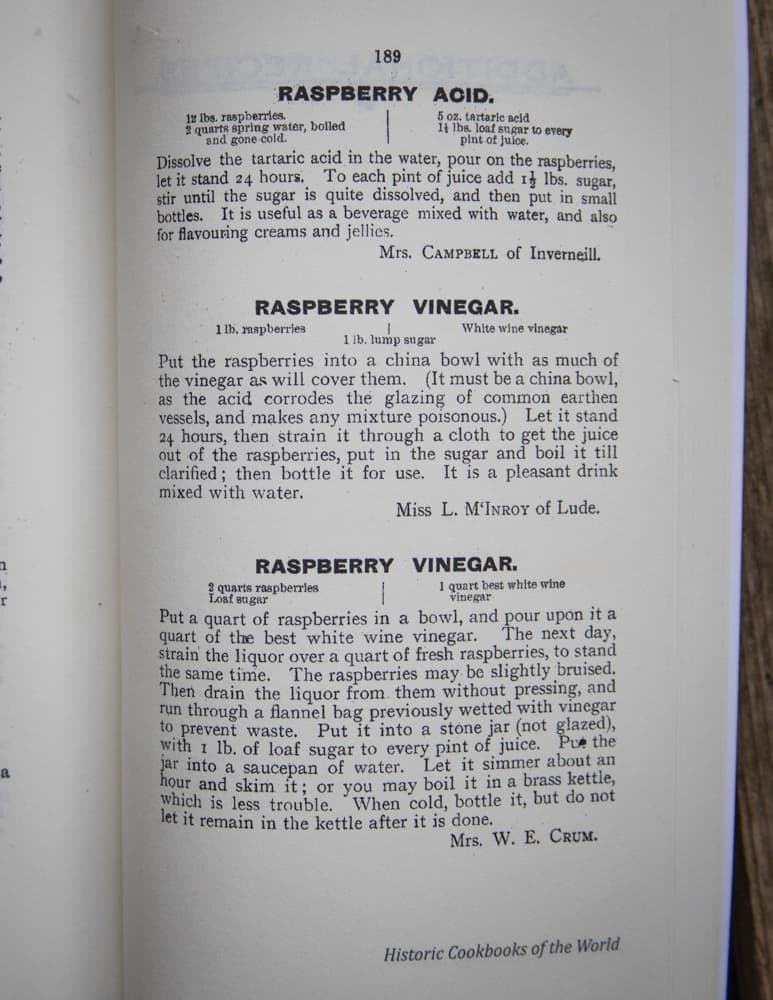 189
RASPBERRY ACID.
12 lbs. raspberries.
2 quarts spring water, boiled
and gone cold.
5 oz. tartaric acid
1½ lbs. loaf sugar to every
pint of juice.
Dissolve the tartaric acid in the water, pour on the raspberries,
let it stand 24 hours. To each pint of juice add 1½ lbs. sugar,
stir until the sugar is quite dissolved, and then put in small
bottles. It is useful as a beverage mixed with water, and also
for flavouring creams and jellies.
Mrs. CAMPBELL of Inverneill.
RASPBERRY VINEGAR.
1 lb. raspberries | White wine vinegar
1 lb. lump sugar
Put the raspberries into a china bowl with as much of
the vinegar as will cover them. (It must be a china bowl,
as the acid corrodes the glazing of common earthen
vessels, and makes any mixture poisonous.) Let it stand
24 hours, then strain it through a cloth to get the juice
out of the raspberries, put in the sugar and boil it till
clarified; then bottle it for use. It is a pleasant drink
mixed with water.
Miss L. M‘INROY of Lude.
RASPBERRY VINEGAR.
2 quarts raspberries
Loaf sugar
1 quart best white wine
vinegar
Put a quart of raspberries in a bowl, and pour upon it a
quart of the best white wine vinegar. The next day,
strain the liquor over a quart of fresh raspberries, to stand
the same time. The raspberries may be slightly bruised.
Then drain the liquor from them without pressing, and
run through a flannel bag previously wetted with vinegar
to prevent waste. Put it into a stone jar (not glazed),
with 1 lb. of loaf sugar to every pint of juice. Put the
jar into a saucepan of water. Let it simmer about an
hour and skim it; or you may boil it in a brass kettle,
which is less trouble. When cold, bottle it, but do not
let it remain in the kettle after it is done.
Mrs. W. E. CRUM.
Historic Cookbooks of the World